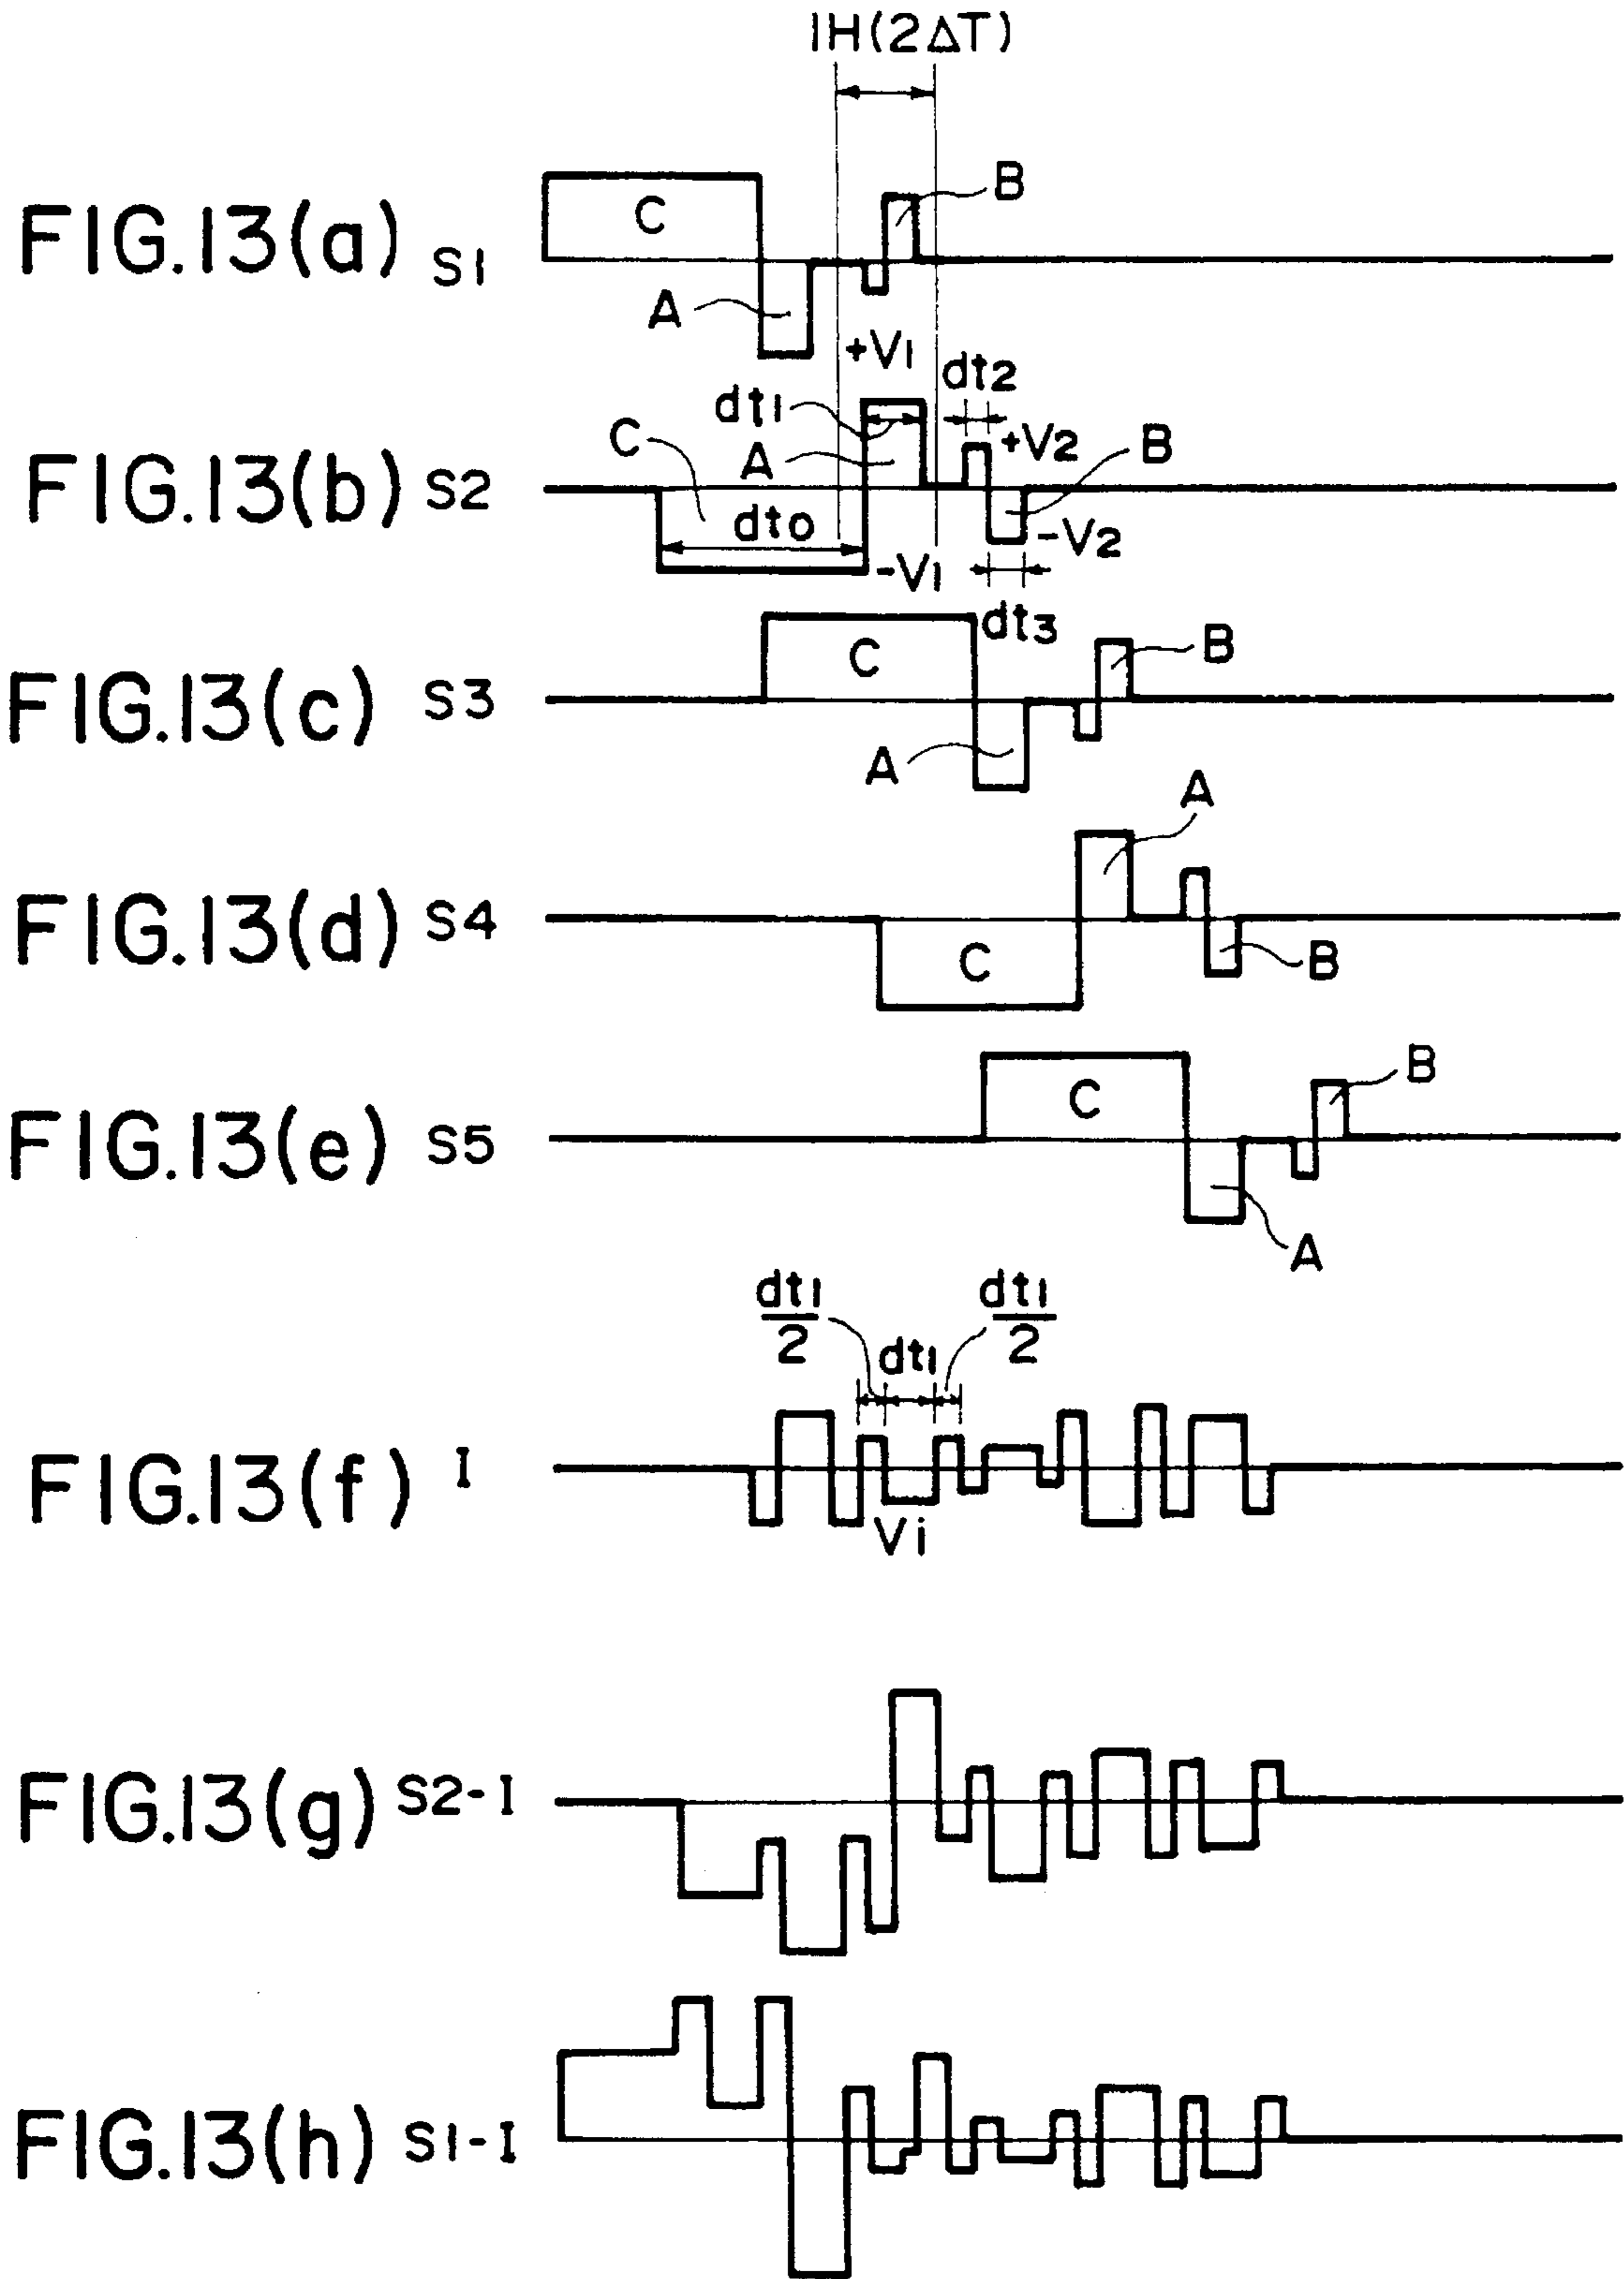 1H(2ΔT)
FIG.13(a) S1
C
A
B
+V1
FIG.13(b) S2
C
dt0
dt1
A
dt2
+V2
B
-V2
-V1
dt3
FIG.13(c) S3
C
A
B
FIG.13(d) S4
C
A
B
FIG.13(e) S5
C
B
A
FIG.13(f) I
dt1/2
dt1
dt1/2
Vi
FIG.13(g) S2-I
FIG.13(h) S1-I